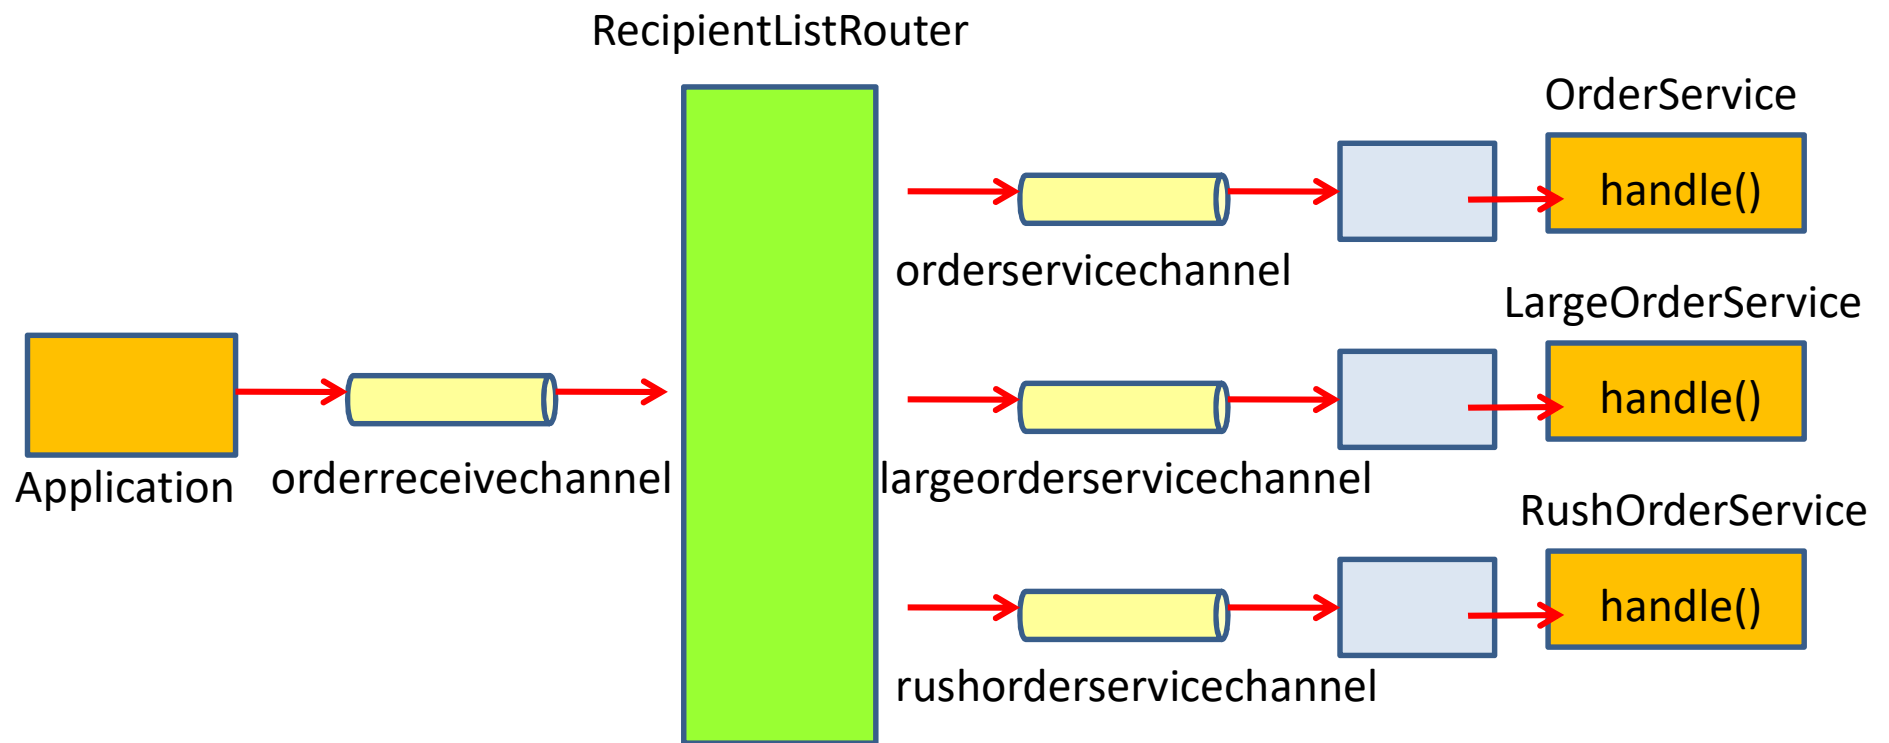 RecipientListRouter
OrderService
handle()
orderservicechannel
LargeOrderService
handle()
Application
orderreceivechannel
largeorderservicechannel
RushOrderService
handle()
rushorderservicechannel